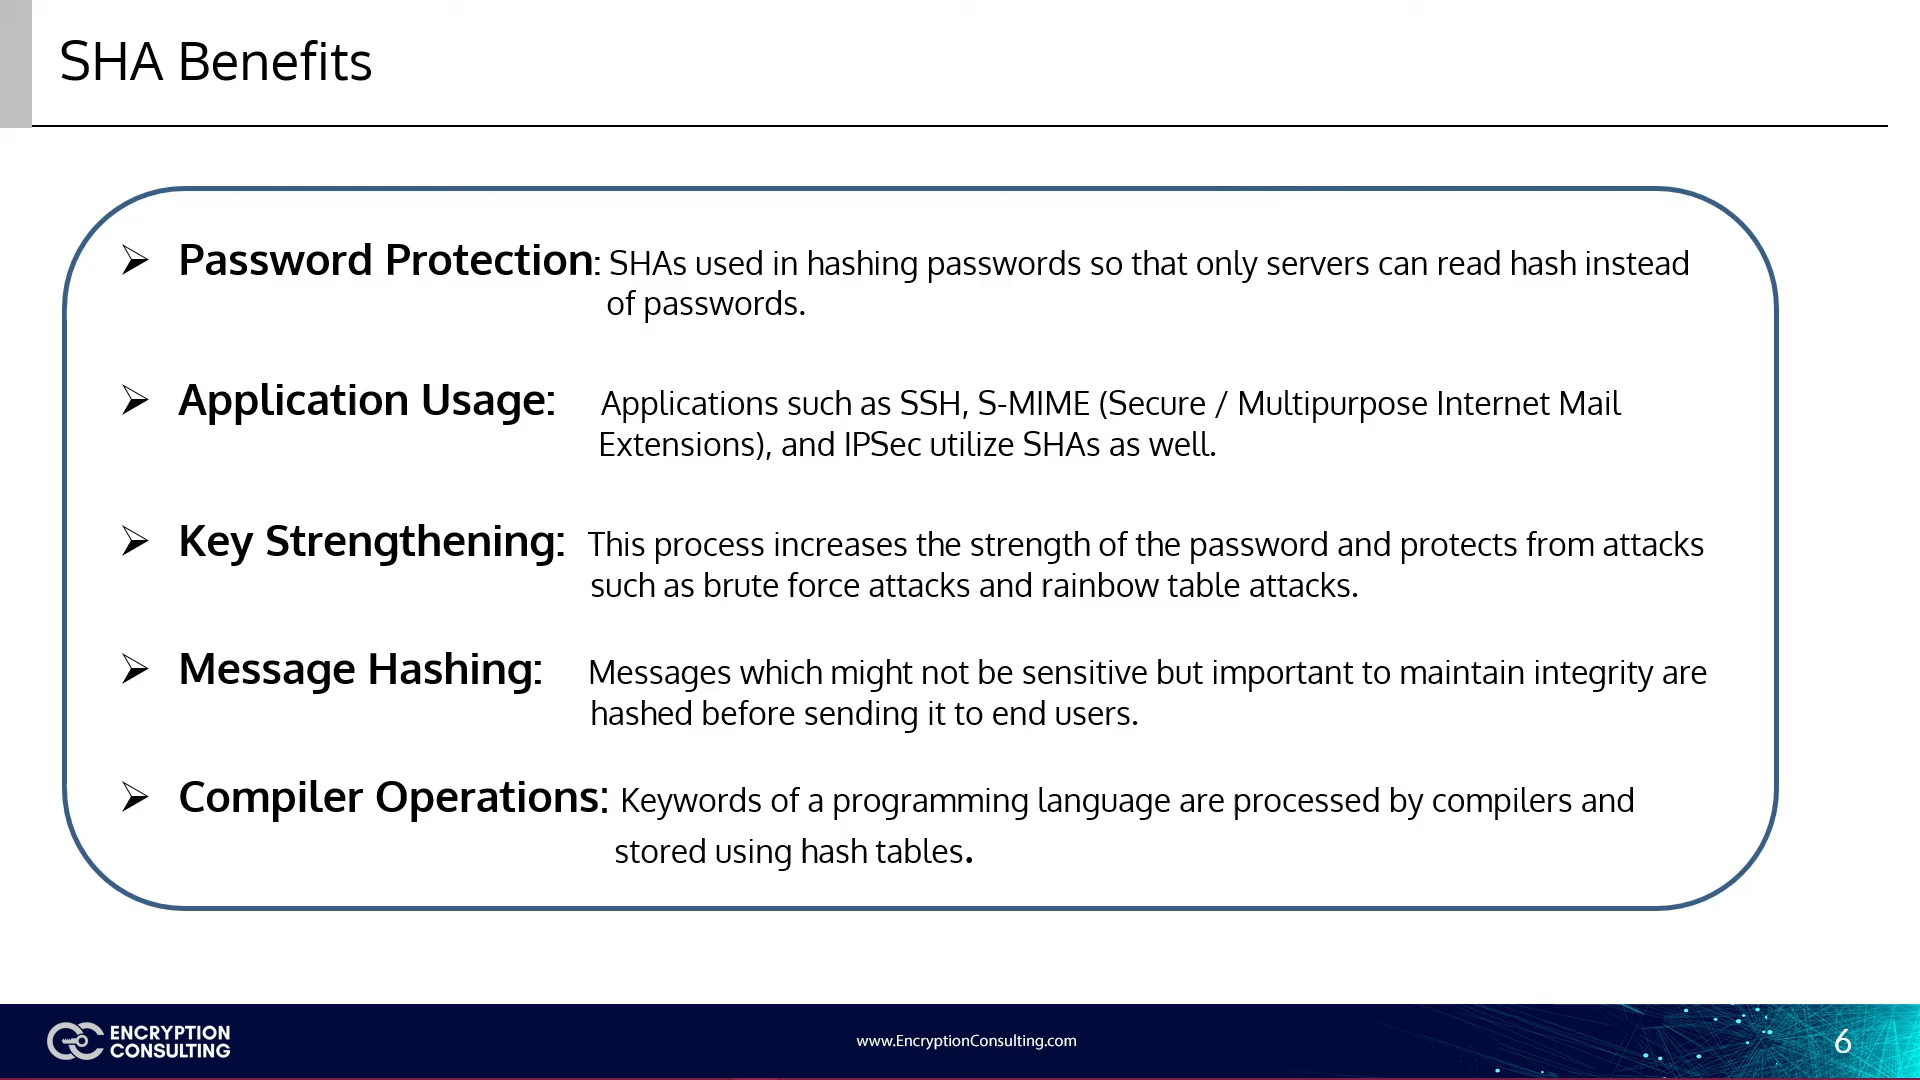 SHA Benefits
➢ Password Protection: SHAs used in hashing passwords so that only servers can read hash instead
of passwords.
➢ Application Usage: Applications such as SSH, S-MIME (Secure / Multipurpose Internet Mail
Extensions), and IPSec utilize SHAs as well.
➢ Key Strengthening: This process increases the strength of the password and protects from attacks
such as brute force attacks and rainbow table attacks.
➢ Message Hashing: Messages which might not be sensitive but important to maintain integrity are
hashed before sending it to end users.
➢ Compiler Operations: Keywords of a programming language are processed by compilers and
stored using hash tables.
ENCRYPTION
CONSULTING
www.EncryptionConsulting.com
6